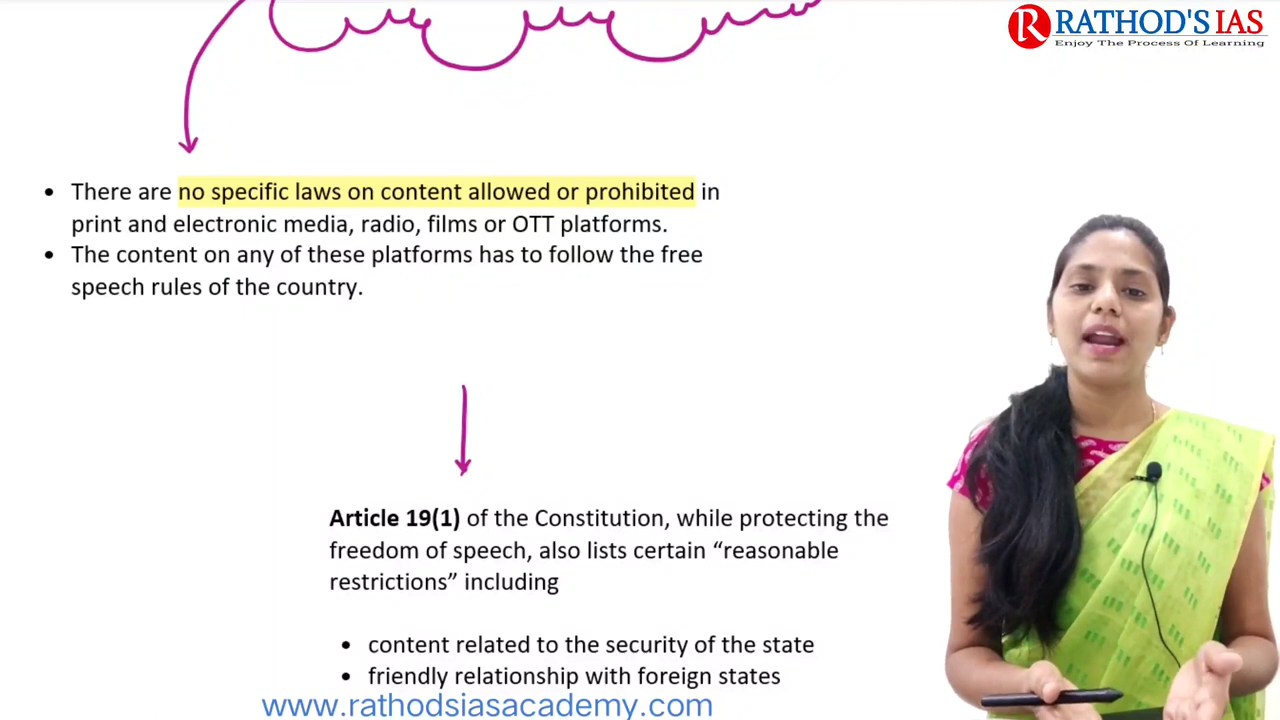 RATHOD'S IAS
Enjoy The Process Of Learning
• There are no specific laws on content allowed or prohibited in
print and electronic media, radio, films or OTT platforms.
• The content on any of these platforms has to follow the free
speech rules of the country.
Article 19(1) of the Constitution, while protecting the
freedom of speech, also lists certain “reasonable
restrictions” including
• content related to the security of the state
• friendly relationship with foreign states
www.rathodsiasacademy.com